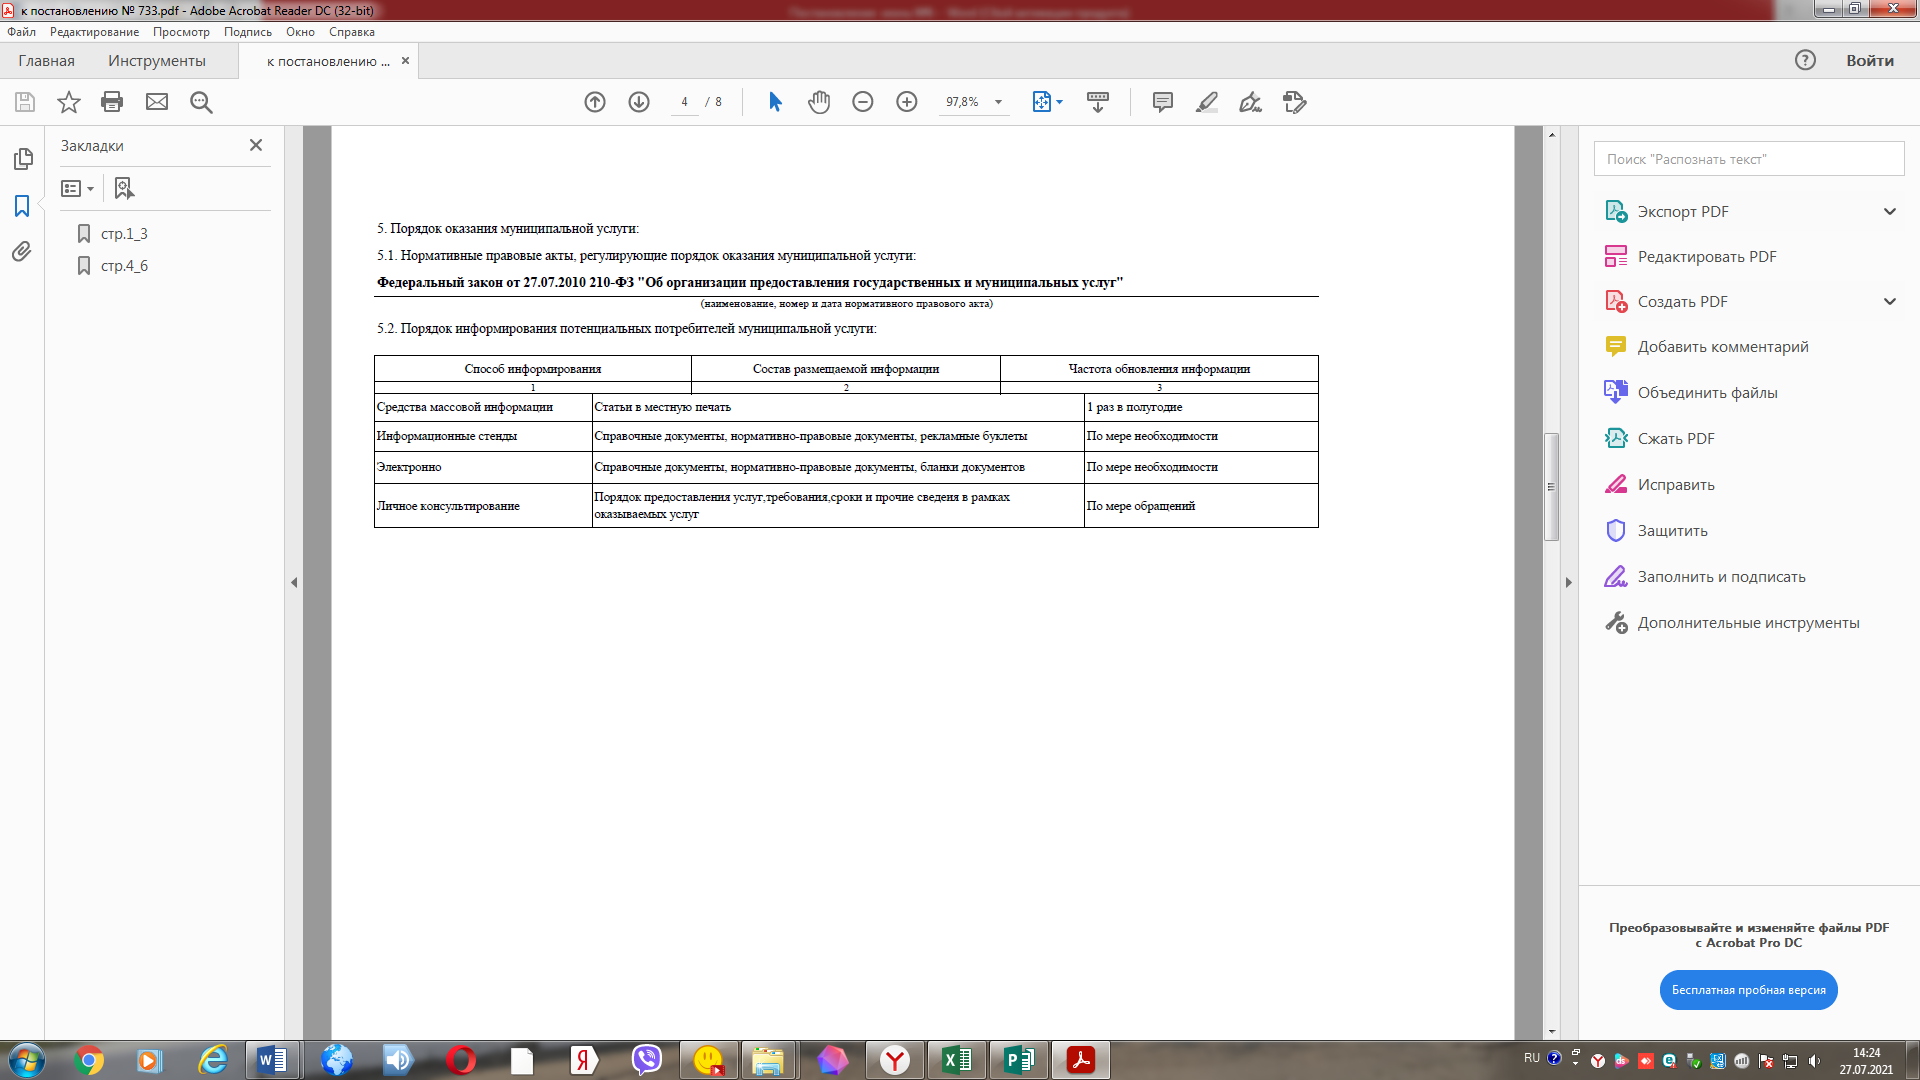 к постановлению № 733.pdf - Adobe Acrobat Reader DC (32-bit)
Файл Редактирование Просмотр Подпись Окно Справка
Главная Инструменты к постановлению ... Войти
4 / 8 97,8%
Закладки
стр.1_3
стр.4_6
5. Порядок оказания муниципальной услуги:
5.1. Нормативные правовые акты, регулирующие порядок оказания муниципальной услуги:
Федеральный закон от 27.07.2010 210-ФЗ "Об организации предоставления государственных и муниципальных услуг"
(наименование, номер и дата нормативного правового акта)
5.2. Порядок информирования потенциальных потребителей муниципальной услуги:
Способ информирования Состав размещаемой информации Частота обновления информации
1 2 3
Средства массовой информации Статьи в местную печать 1 раз в полугодие
Информационные стенды Справочные документы, нормативно-правовые документы, рекламные буклеты По мере необходимости
Электронно Справочные документы, нормативно-правовые документы, бланки документов По мере необходимости
Личное консультирование Порядок предоставления услуг,требования,сроки и прочие сведеия в рамках
оказываемых услуг По мере обращений
Поиск "Распознать текст"
Экспорт PDF
Редактировать PDF
Создать PDF
Добавить комментарий
Объединить файлы
Сжать PDF
Исправить
Защитить
Заполнить и подписать
Дополнительные инструменты
Преобразовывайте и изменяйте файлы PDF
с Acrobat Pro DC
Бесплатная пробная версия
RU
14:24
27.07.2021